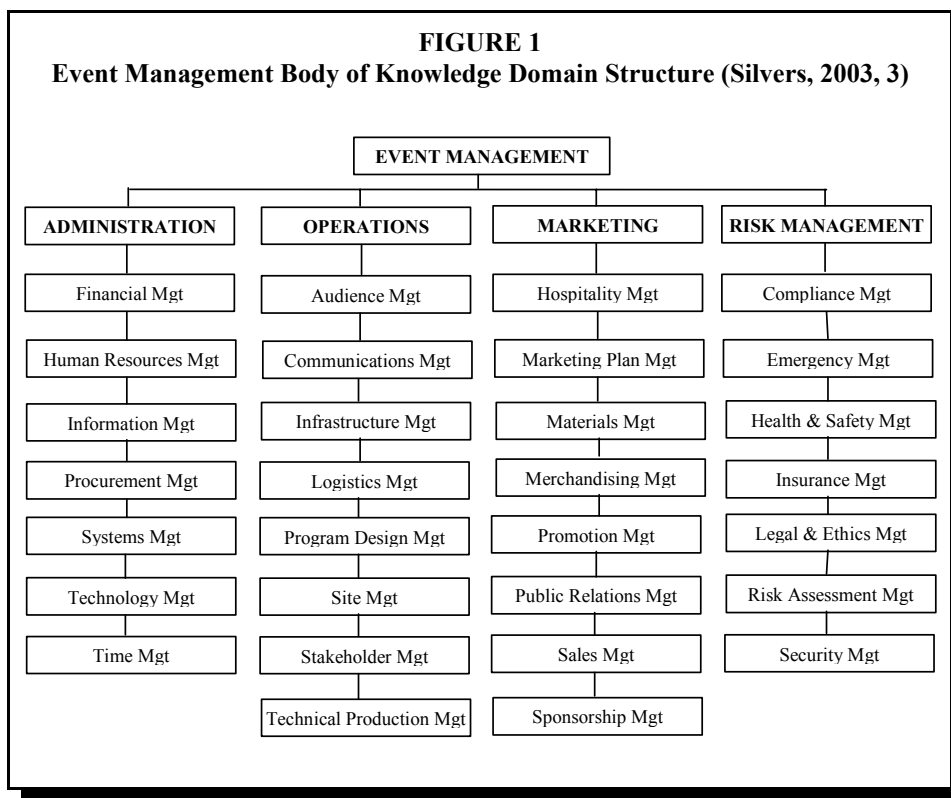 FIGURE 1
Event Management Body of Knowledge Domain Structure (Silvers, 2003, 3)
EVENT MANAGEMENT
ADMINISTRATION
Financial Mgt
Human Resources Mgt
Information Mgt
Procurement Mgt
Systems Mgt
Technology Mgt
Time Mgt
OPERATIONS
Audience Mgt
Communications Mgt
Infrastructure Mgt
Logistics Mgt
Program Design Mgt
Site Mgt
Stakeholder Mgt
Technical Production Mgt
MARKETING
Hospitality Mgt
Marketing Plan Mgt
Materials Mgt
Merchandising Mgt
Promotion Mgt
Public Relations Mgt
Sales Mgt
Sponsorship Mgt
RISK MANAGEMENT
Compliance Mgt
Emergency Mgt
Health & Safety Mgt
Insurance Mgt
Legal & Ethics Mgt
Risk Assessment Mgt
Security Mgt